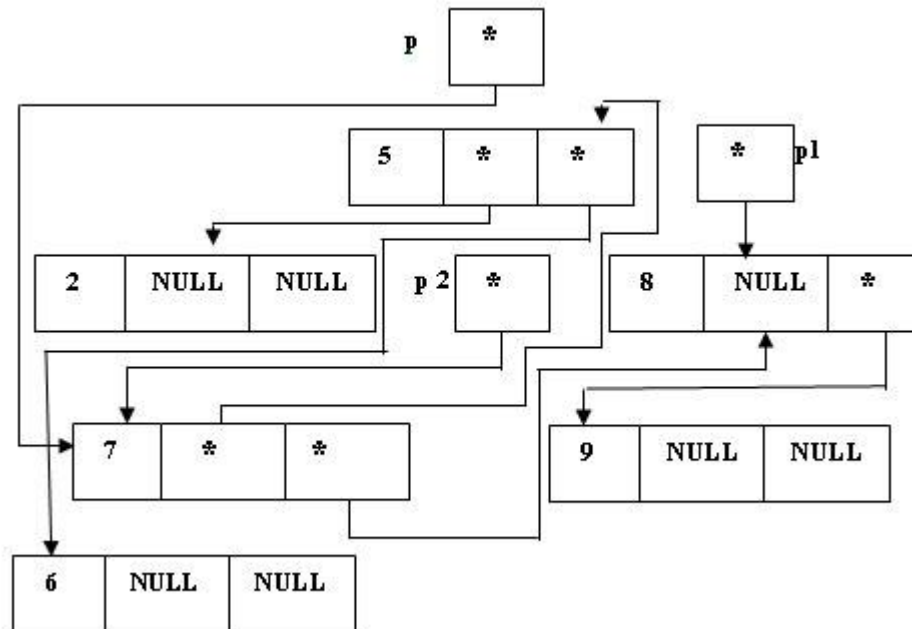 p *
5 * *
* p1
2 NULL NULL
p 2 *
8 NULL *
7 * *
9 NULL NULL
6 NULL NULL